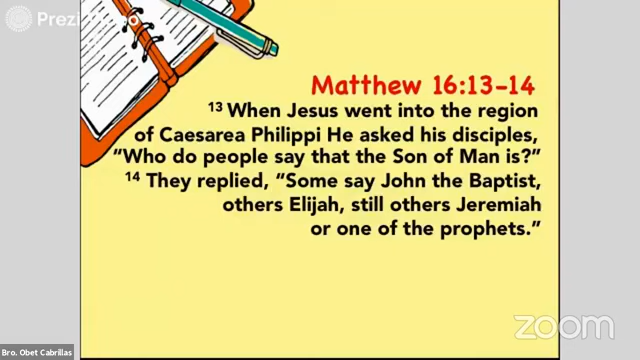 Prezi Video
Matthew 16:13-14
13 When Jesus went into the region
of Caesarea Philippi He asked his disciples,
“Who do people say that the Son of Man is?”
14 They replied, “Some say John the Baptist,
others Elijah, still others Jeremiah
or one of the prophets.”
zoom
Bro. Obet Cabrillas